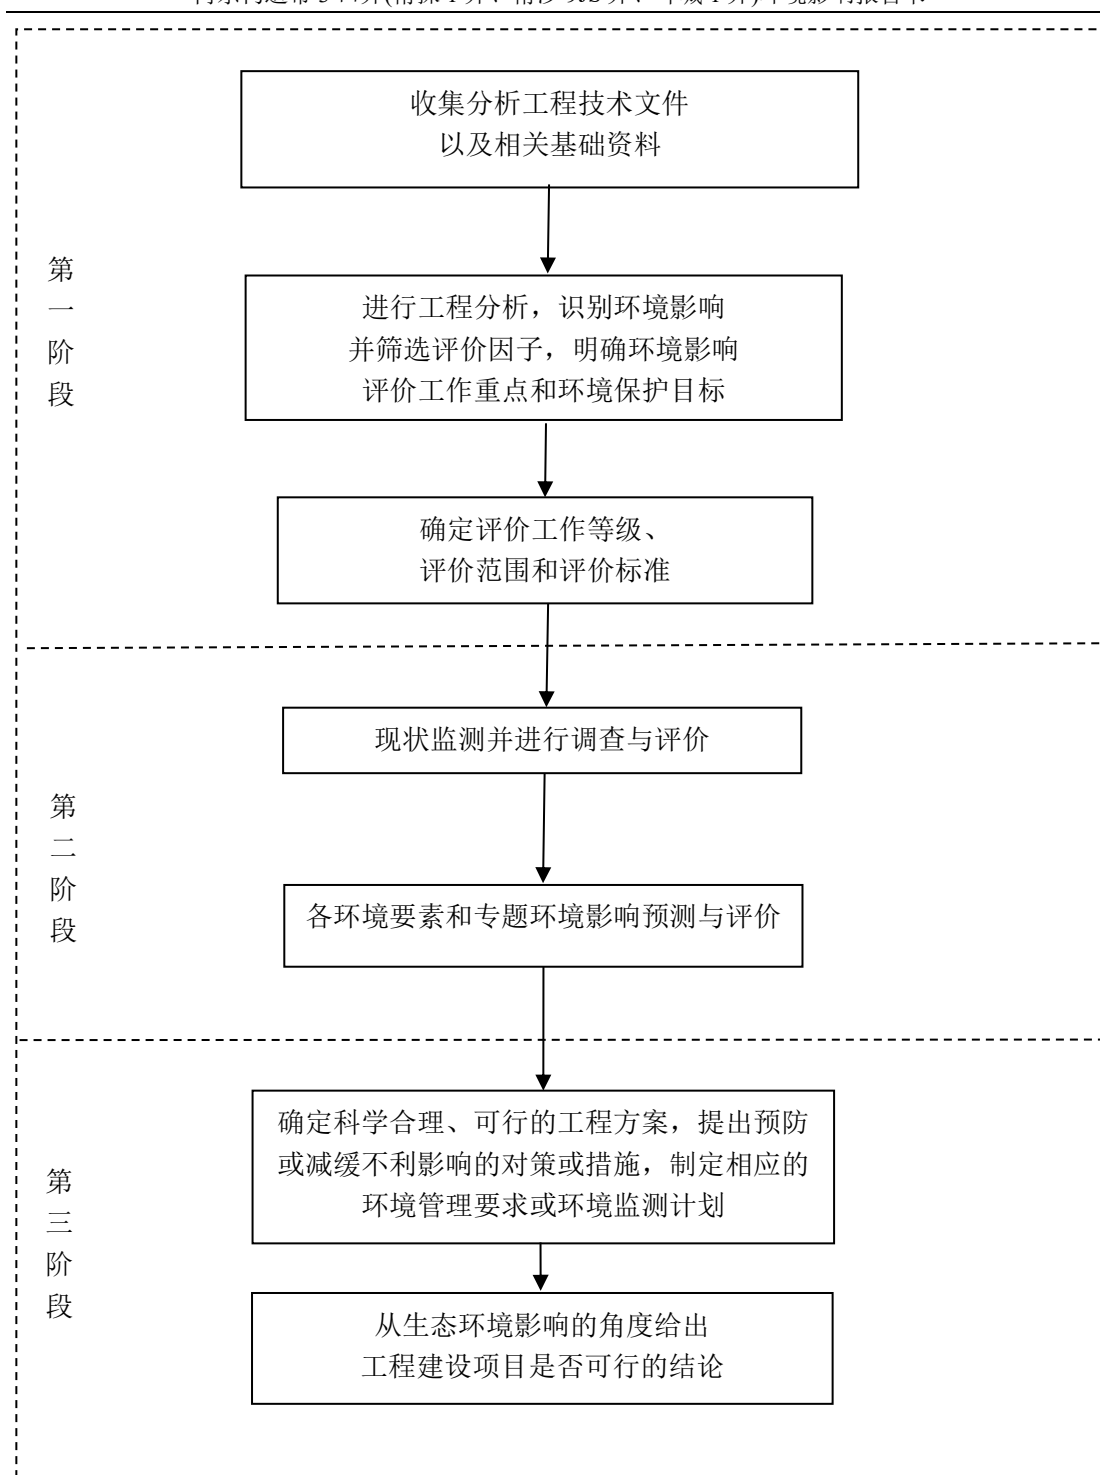 收集分析工程技术文件
以及相关基础资料
第
一
阶
段
进行工程分析，识别环境影响
并筛选评价因子，明确环境影响
评价工作重点和环境保护目标
确定评价工作等级、
评价范围和评价标准
现状监测并进行调查与评价
第
二
阶
段
各环境要素和专题环境影响预测与评价
确定科学合理、可行的工程方案，提出预防
或减缓不利影响的对策或措施，制定相应的
环境管理要求或环境监测计划
第
三
阶
段
从生态环境影响的角度给出
工程建设项目是否可行的结论